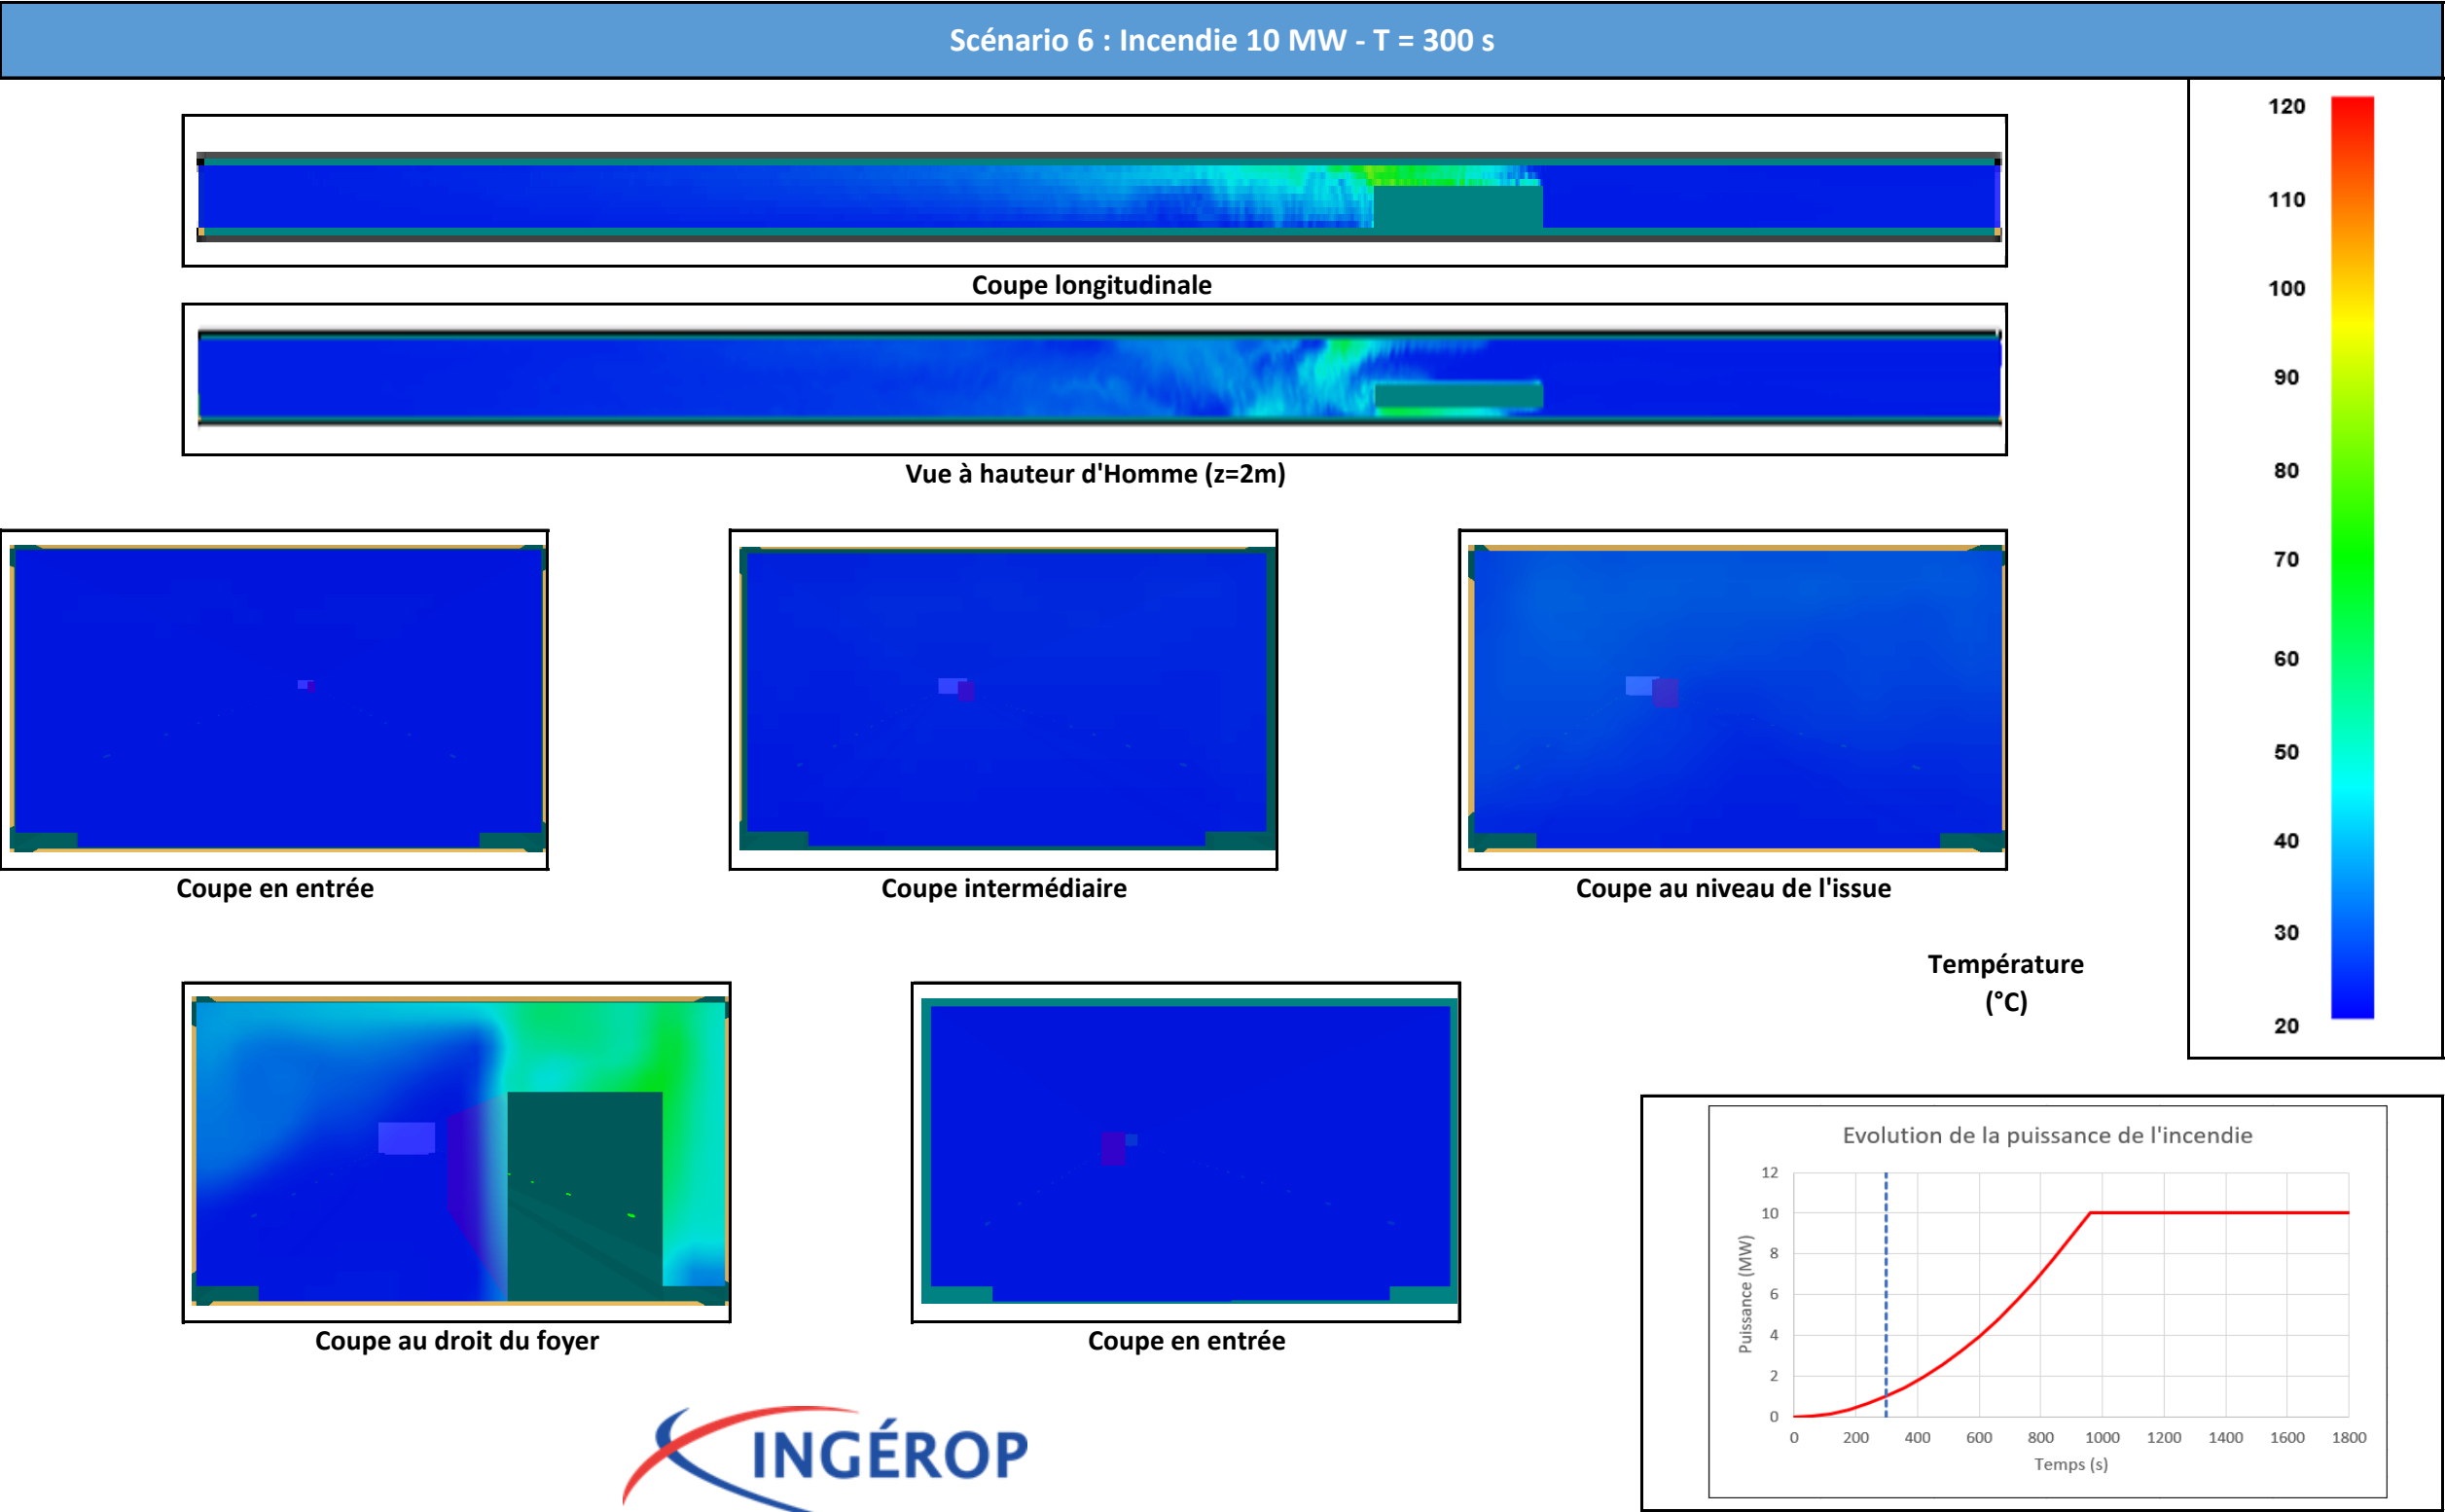 Scénario 6 : Incendie 10 MW - T = 300 s
Coupe longitudinale
Vue à hauteur d'Homme (z=2m)
Coupe en entrée
Coupe intermédiaire
Coupe au niveau de l'issue
Coupe au droit du foyer
Coupe en entrée
120
110
100
90
80
70
60
50
40
30
20
Température
(°C)
Evolution de la puissance de l'incendie
Puissance (MW)
12
10
8
6
4
2
0
0 200 400 600 800 1000 1200 1400 1600 1800
Temps (s)
INGÉROP